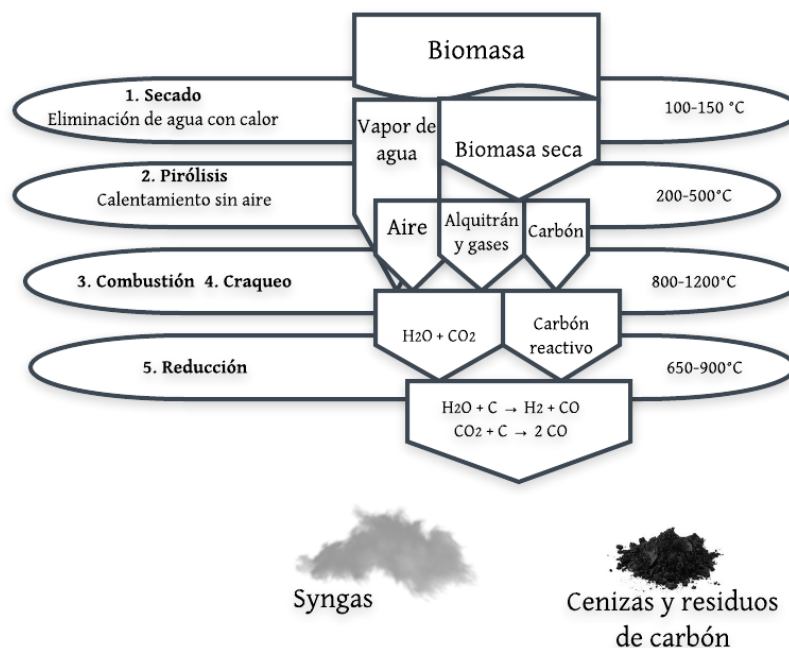 Biomasa
1. Secado
Eliminación de agua con calor
100-150 °C
Vapor de
agua
Biomasa seca
2. Pirólisis
Calentamiento sin aire
200-500°C
Aire
Alquitrán
y gases
Carbón
3. Combustión 4. Craqueo
800-1200°C
H2O + CO2
Carbón
reactivo
5. Reducción
650-900°C
H2O + C → H2 + CO
CO2 + C → 2 CO
Syngas
Cenizas y residuos
de carbón